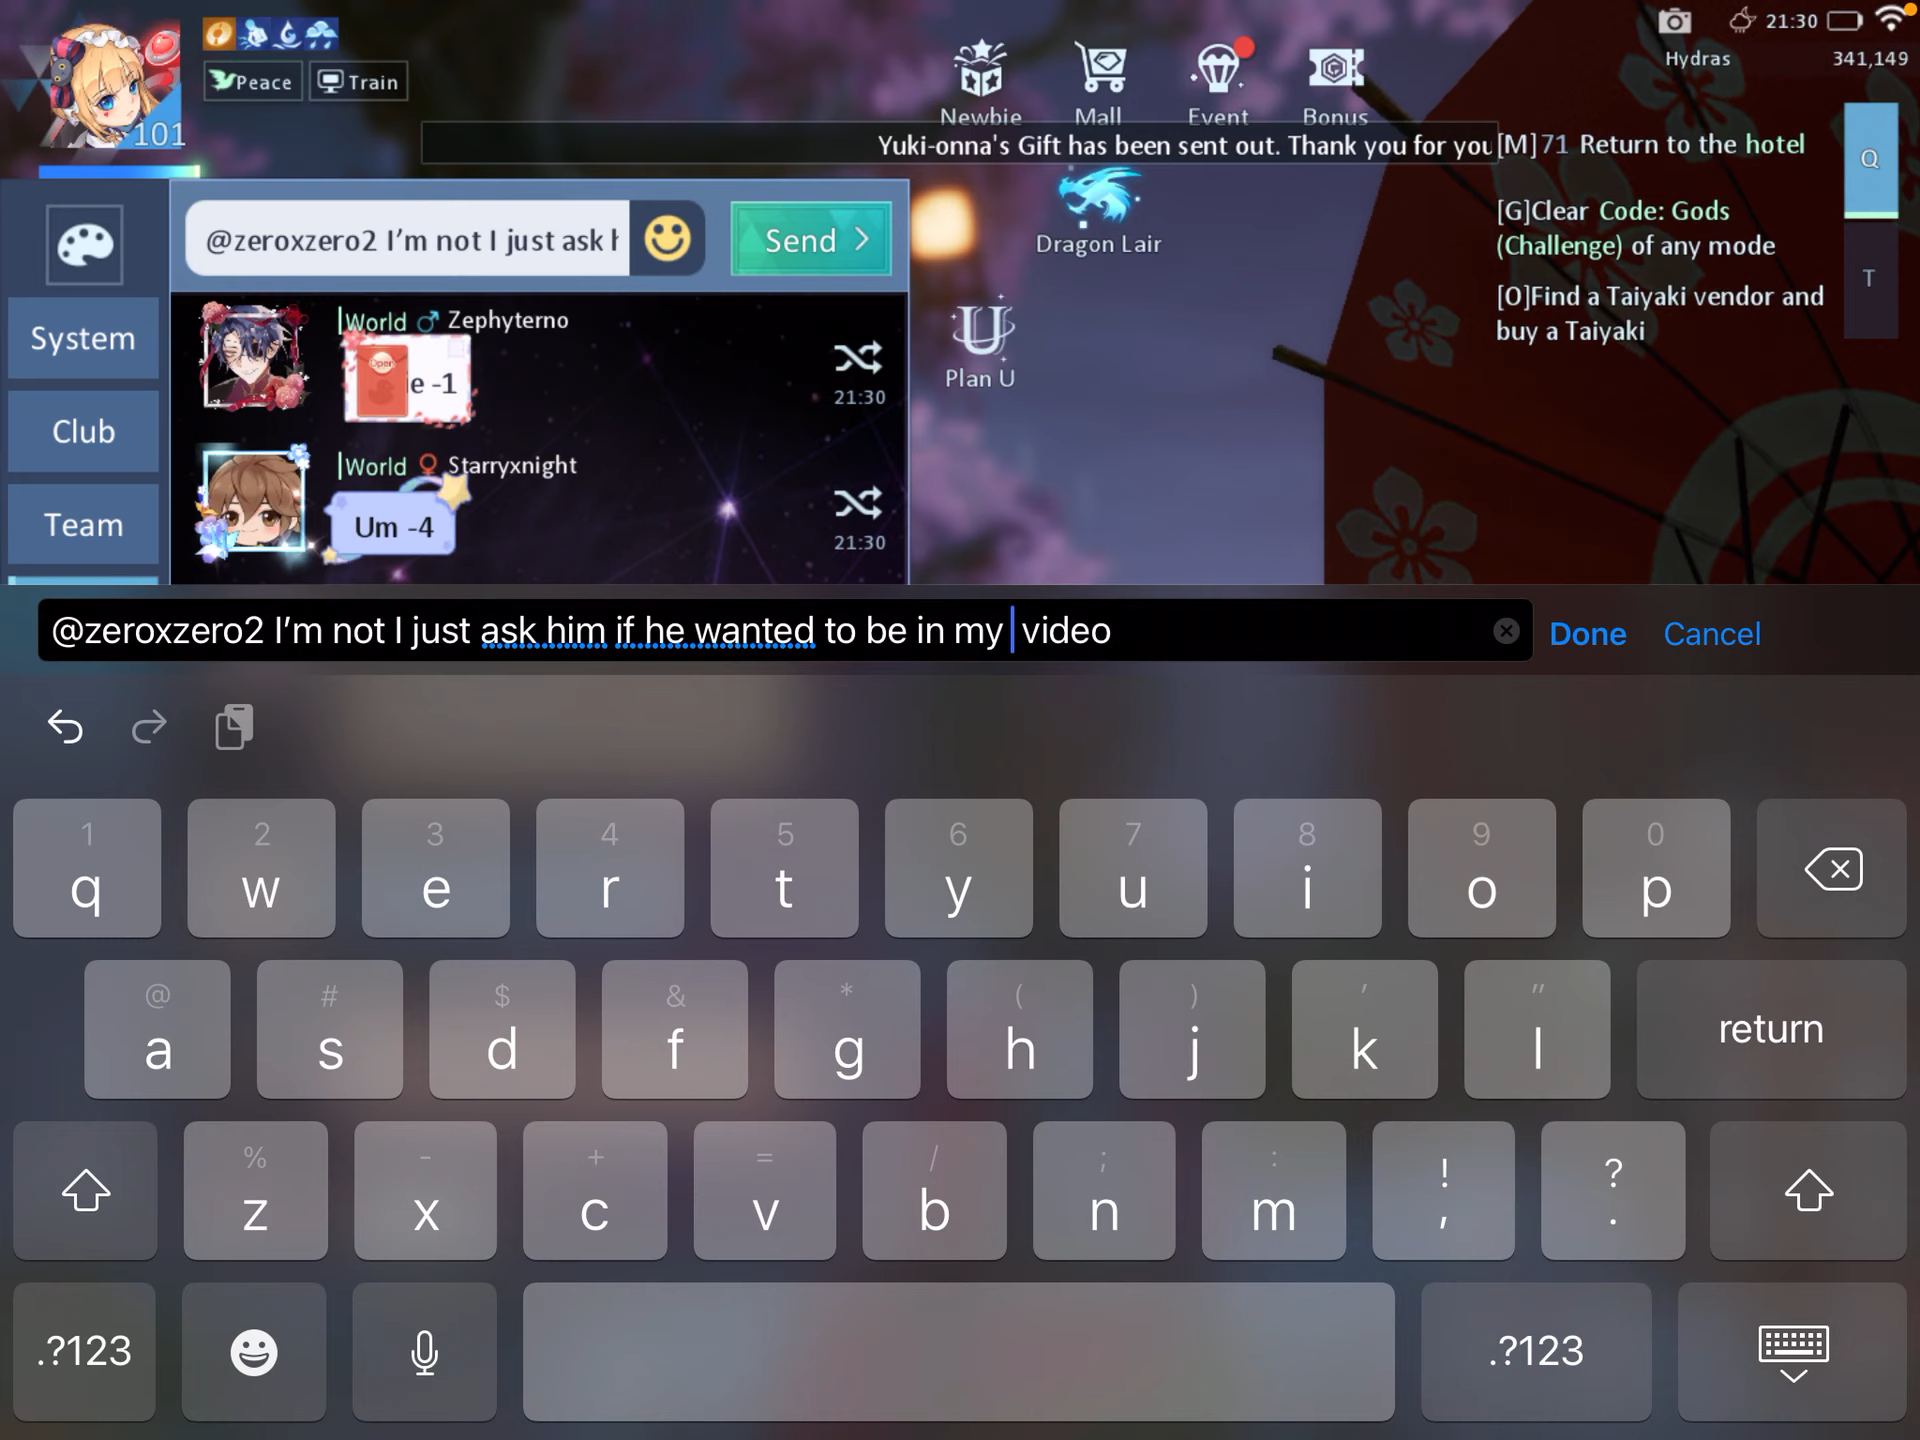 21:30
Hydras 341,149
Peace
Train
101
Newbie
Mall
Event
Bonus
Yuki-onna's Gift has been sent out. Thank you for you
[M]71 Return to the hotel
Q
[G]Clear Code: Gods
(Challenge) of any mode
T
[O]Find a Taiyaki vendor and
buy a Taiyaki
Dragon Lair
U
Plan U
@zeroxzero2 I'm not I just ask h
Send
System
Club
Team
World ♂ Zephyterno
Open
e -1
21:30
World ♀ Starryxnight
Um -4
21:30
@zeroxzero2 I'm not I just ask him if he wanted to be in my video
Done
Cancel
1 2 3 4 5 6 7 8 9 0
q w e r t y u i o p
@ # $ & * ( ) ' "
a s d f g h j k l return
% - + = / ; : ! ?
z x c v b n m , .
.?123
.?123